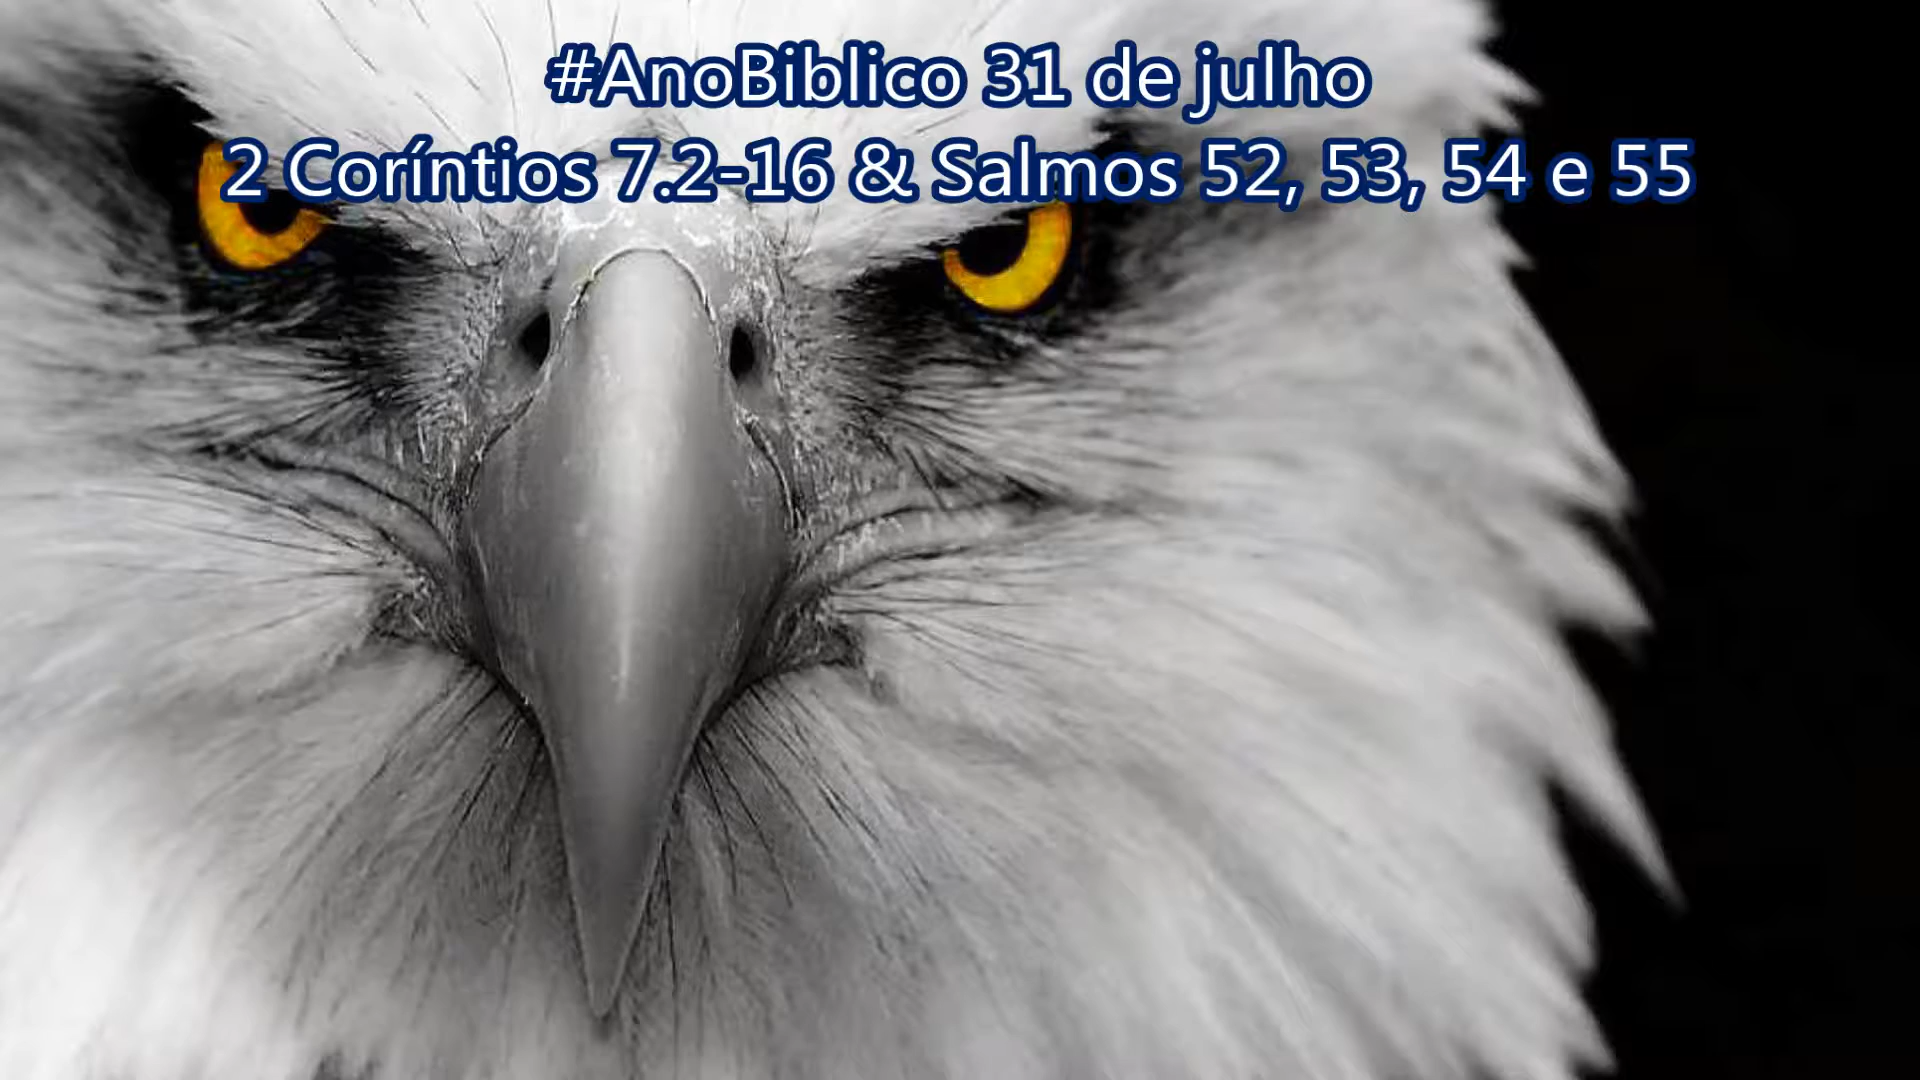 #AnoBiblico 31 de julho
2 Coríntios 7.2-16 & Salmos 52, 53, 54 e 55